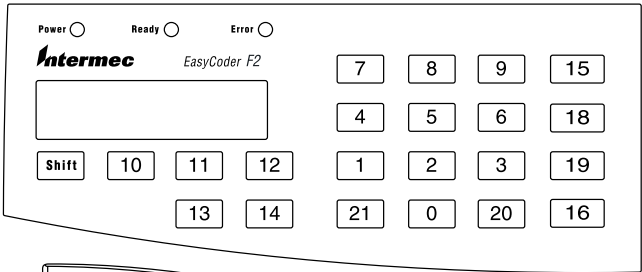 Power Ready Error
Intermec EasyCoder F2
7 8 9 15
4 5 6 18
Shift 10 11 12 1 2 3 19
13 14 21 0 20 16